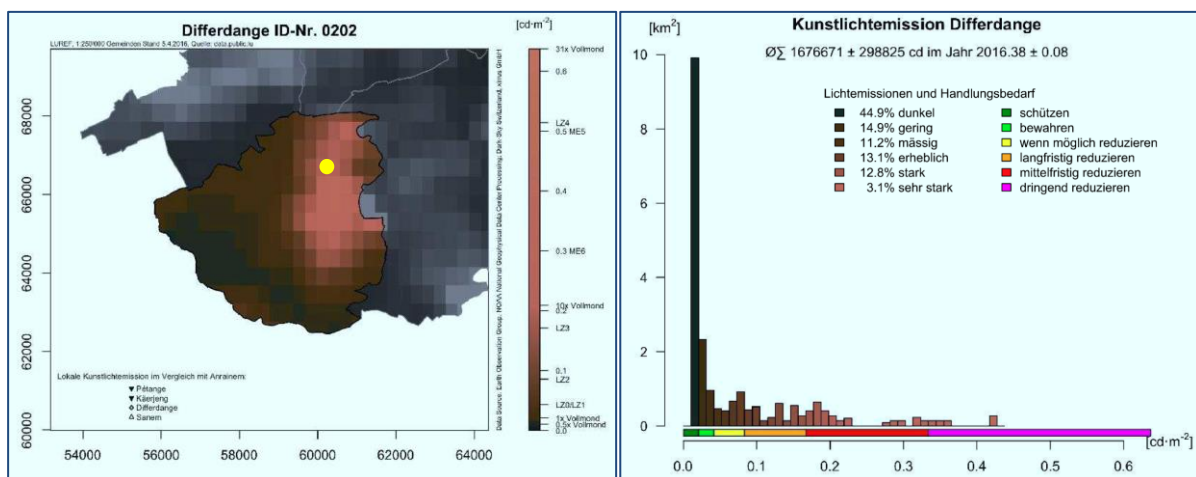 Differdange ID-Nr. 0202
[cd·m⁻²]
LUREF, 1:250000 Gemeinden Stand 5.4.2016, Quelle: data.public.lu
31x Vollmond
0.6
LZ4
0.5 ME5
0.4
0.3 ME6
10x Vollmond
0.2
LZ3
0.1
LZ2
LZ0/LZ1
1x Vollmond
0.5x Vollmond
0.0
68000
66000
64000
62000
60000
Lokale Kunstlichtemission im Vergleich mit Anrainern:
▼ Pétange
▼ Käerjeng
◇ Differdange
△ Sanem
54000 56000 58000 60000 62000 64000
Data Source: Earth Observation Group, NOAA National Geophysical Data Center Processing: Dark-Sky Switzerland, GmbH
Kunstlichtemission Differdange
[km²]
Ø∑ 1676671 ± 298825 cd im Jahr 2016.38 ± 0.08
Lichtemissionen und Handlungsbedarf
44.9% dunkel schützen
14.9% gering bewahren
11.2% mässig wenn möglich reduzieren
13.1% erheblich langfristig reduzieren
12.8% stark mittelfristig reduzieren
3.1% sehr stark dringend reduzieren
10
8
6
4
2
0
[cd·m⁻²]
0.0 0.1 0.2 0.3 0.4 0.5 0.6